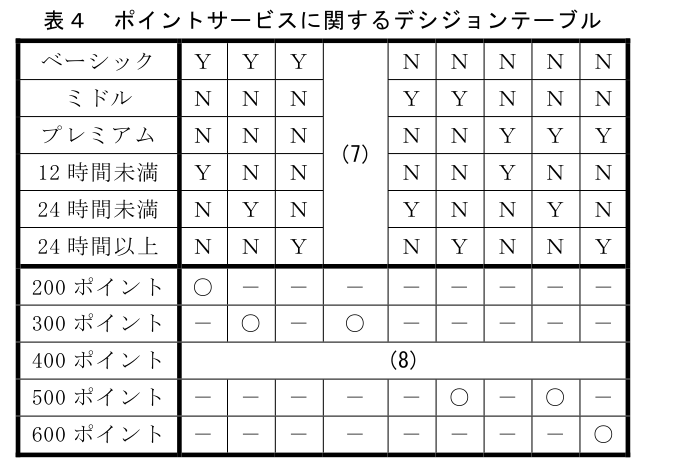 表４　ポイントサービスに関するデシジョンテーブル
ベーシック Y Y Y (7) N N N N N
ミドル N N N Y Y N N N
プレミアム N N N N N Y Y Y
12 時間未満 Y N N N N Y N N
24 時間未満 N Y N Y N N Y N
24 時間以上 N N Y N Y N N Y
200 ポイント ○ － － － － － － － －
300 ポイント － ○ － ○ － － － － －
400 ポイント (8)
500 ポイント － － － － － ○ － ○ －
600 ポイント － － － － － － － － ○